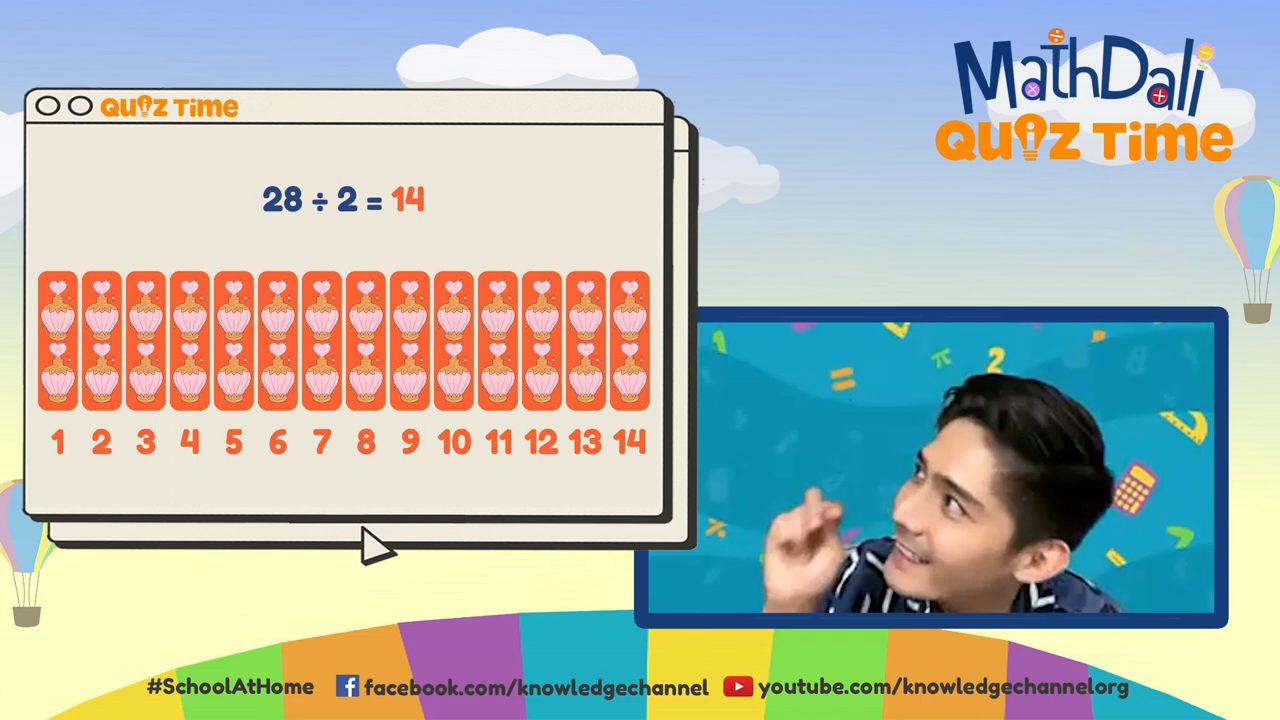 QUIZ TIME
MathDali
QUIZ TIME
28 ÷ 2 = 14
1 2 3 4 5 6 7 8 9 10 11 12 13 14
π 2
#SchoolAtHome facebook.com/knowledgechannel youtube.com/knowledgechannelorg